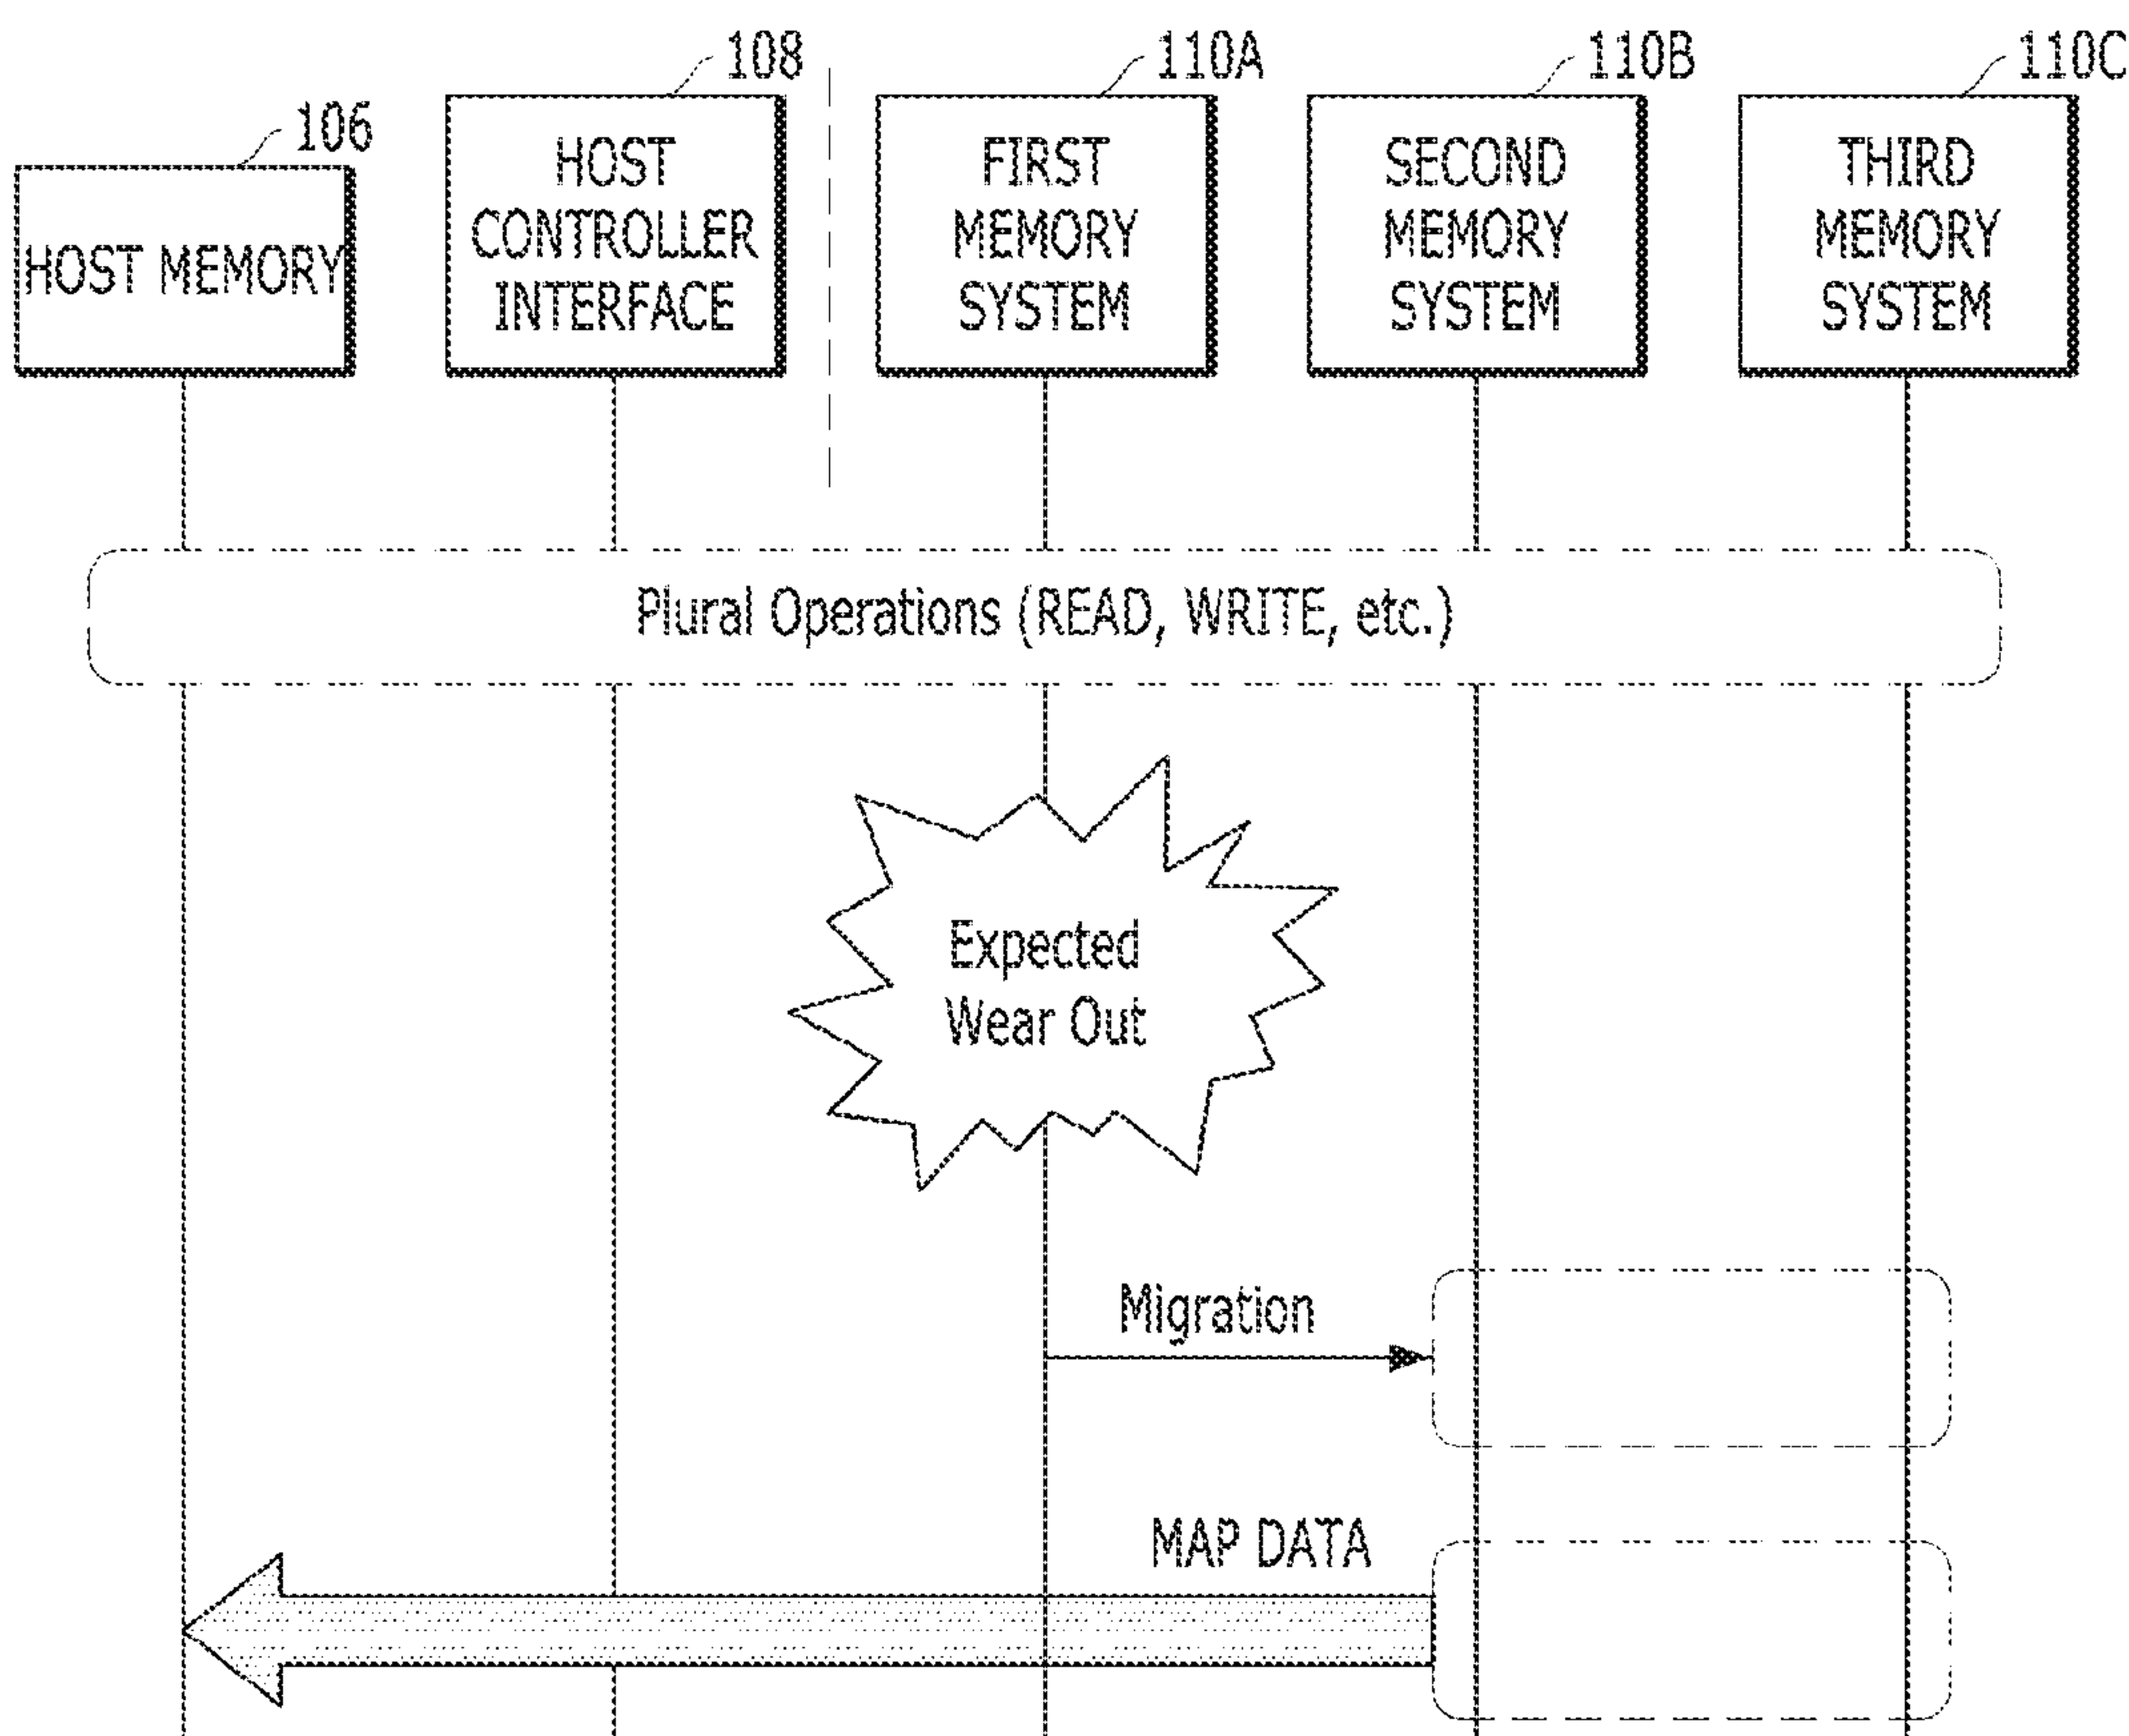 108
110A
110B
110C
106
HOST MEMORY
HOST
CONTROLLER
INTERFACE
FIRST
MEMORY
SYSTEM
SECOND
MEMORY
SYSTEM
THIRD
MEMORY
SYSTEM
Plural Operations (READ, WRITE, etc.)
Expected
Wear Out
Migration
MAP DATA